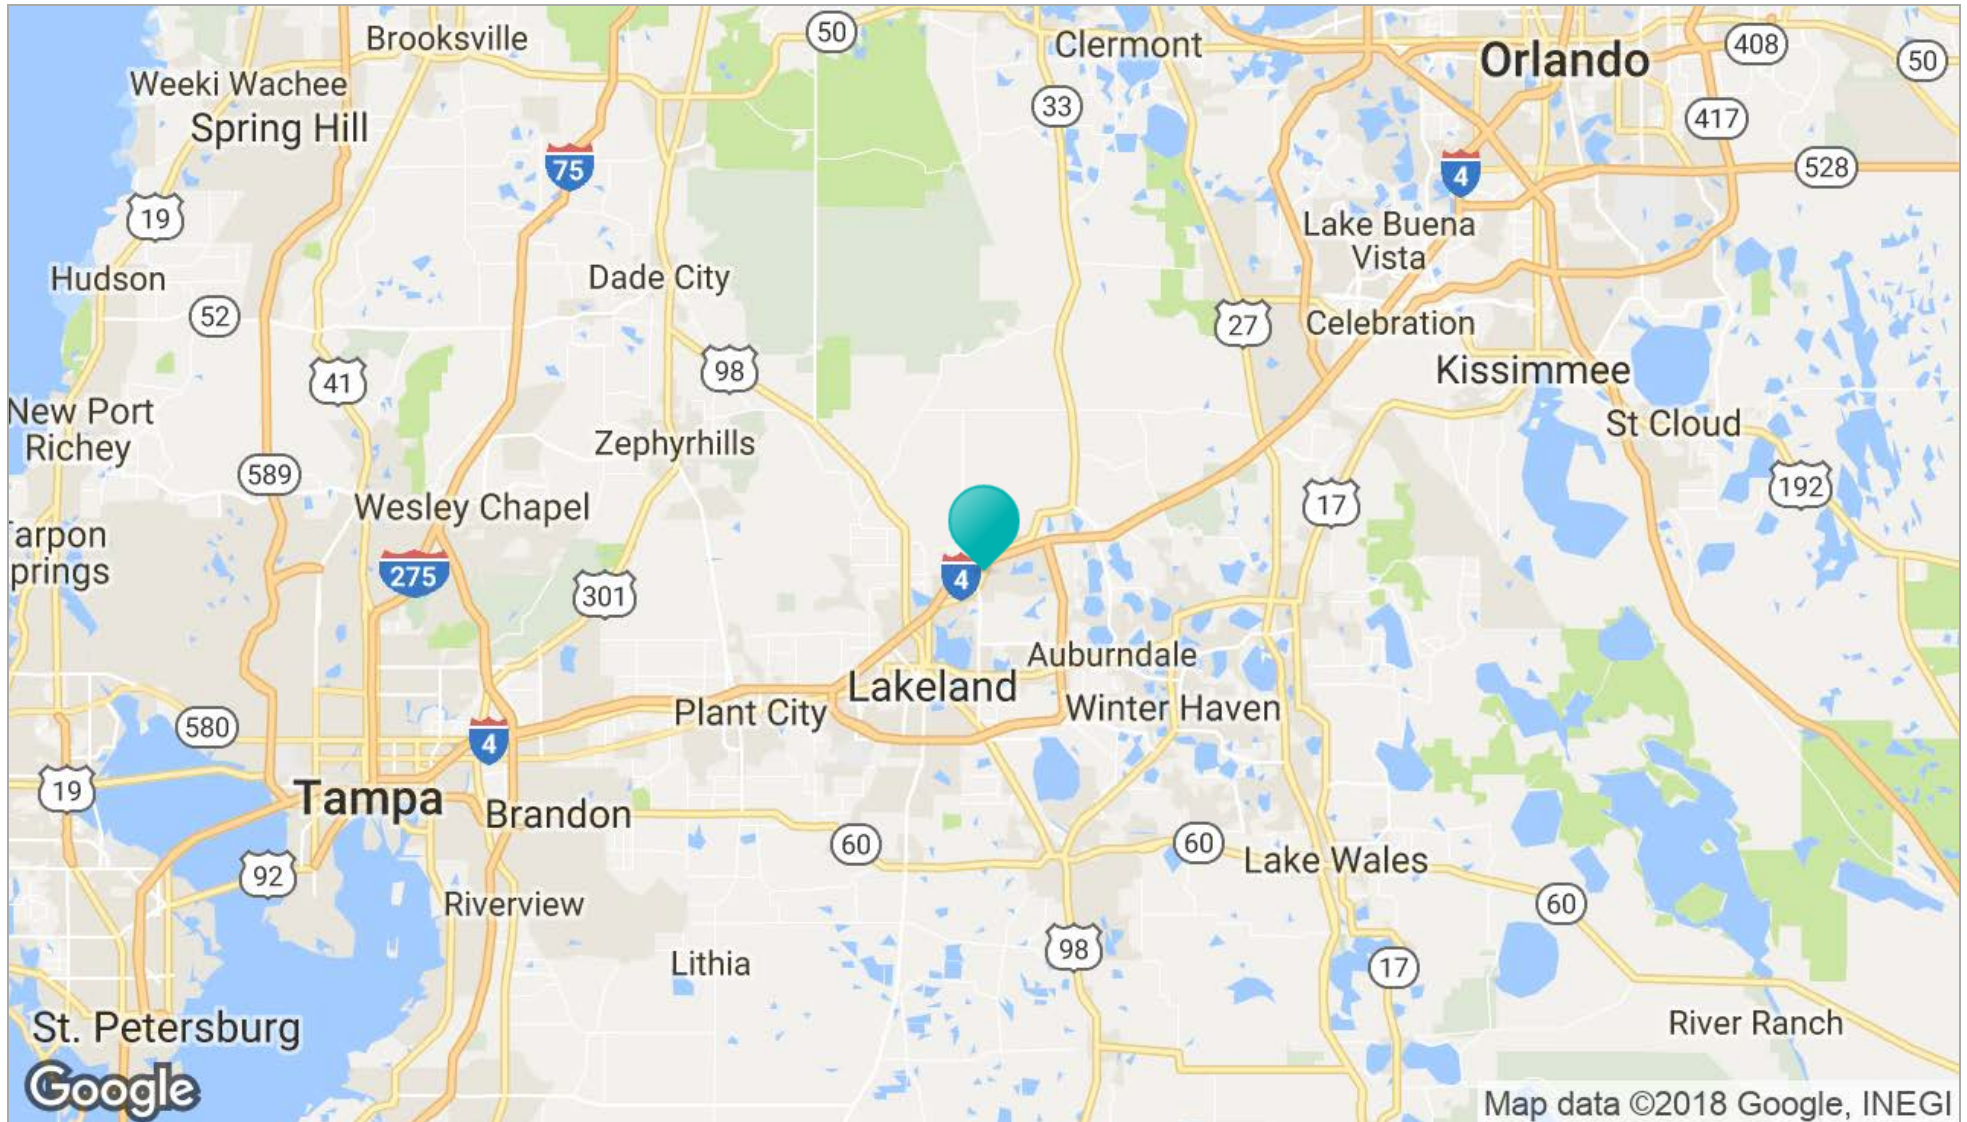 Brooksville
50
Clermont
Orlando
408
50
Weeki Wachee
Spring Hill
33
417
75
4
528
19
Lake Buena
Vista
Hudson
Dade City
52
27
Celebration
41
98
Kissimmee
New Port
Richey
St Cloud
Zephyrhills
589
192
Wesley Chapel
17
arpon
prings
275
4
301
Auburndale
Lakeland
Plant City
Winter Haven
580
4
19
Tampa
Brandon
60
60
Lake Wales
92
Riverview
60
98
Lithia
17
St. Petersburg
River Ranch
Google
Map data ©2018 Google, INEGI